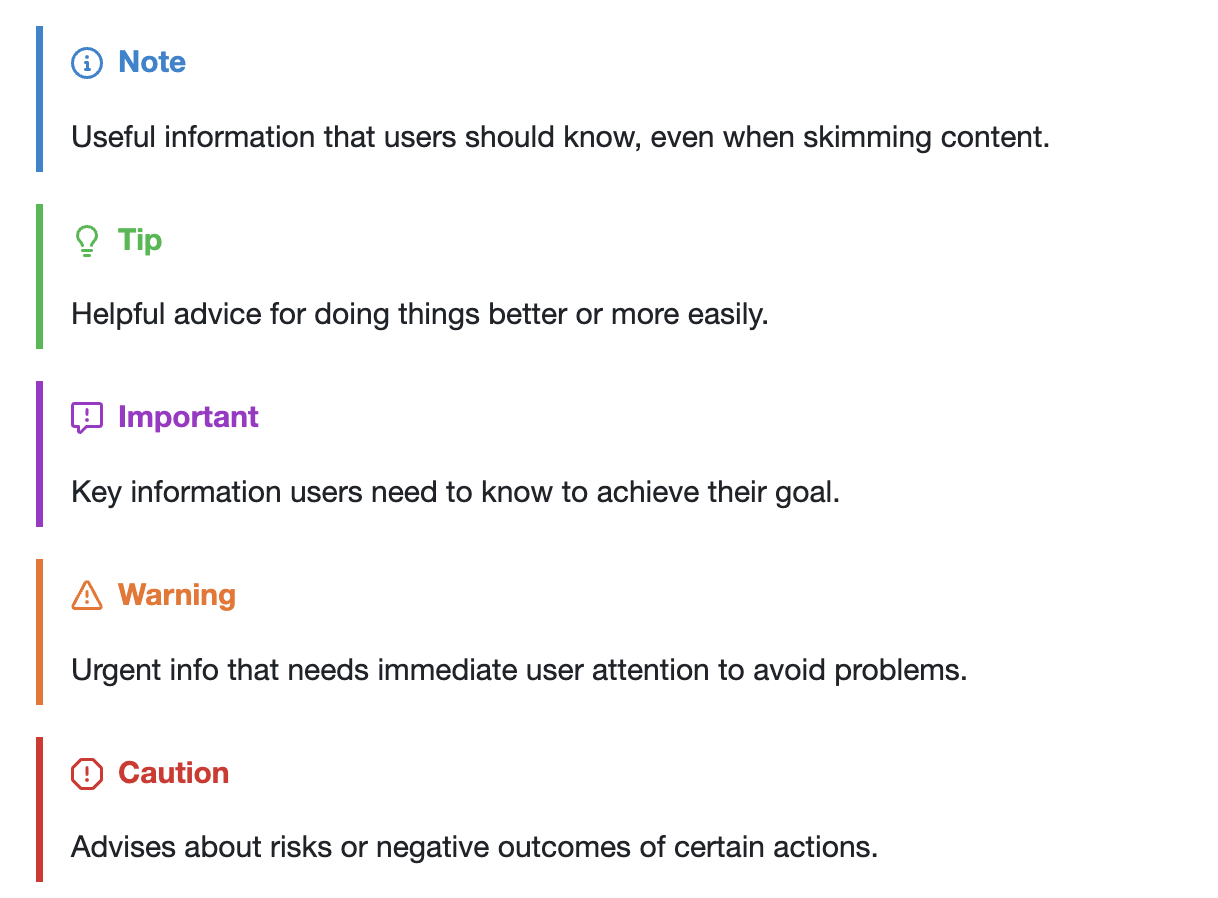 Note
Useful information that users should know, even when skimming content.
Tip
Helpful advice for doing things better or more easily.
Important
Key information users need to know to achieve their goal.
Warning
Urgent info that needs immediate user attention to avoid problems.
Caution
Advises about risks or negative outcomes of certain actions.